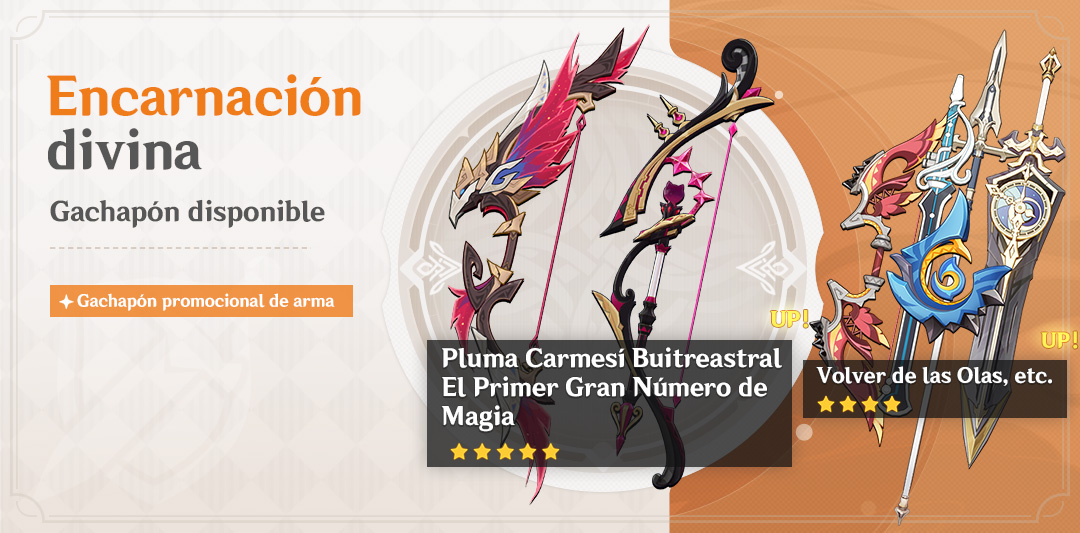 Encarnación
divina
Gachapón disponible
Gachapón promocional de arma
UP!
Pluma Carmesí Buitreastral
El Primer Gran Número de
Magia
UP!
Volver de las Olas, etc.